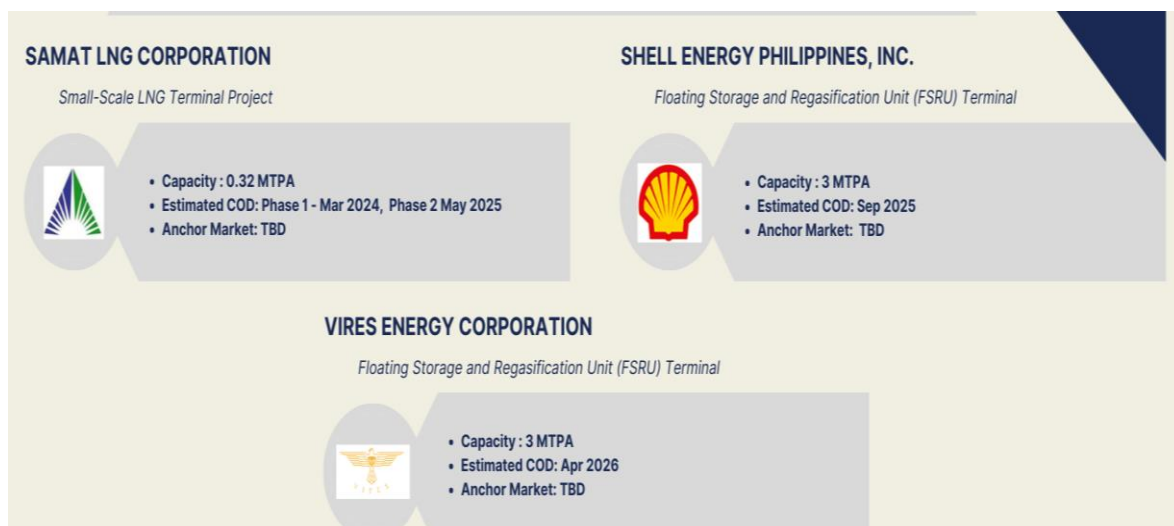 SAMAT LNG CORPORATION
Small-Scale LNG Terminal Project
• Capacity : 0.32 MTPA
• Estimated COD: Phase 1 - Mar 2024, Phase 2 May 2025
• Anchor Market: TBD
SHELL ENERGY PHILIPPINES, INC.
Floating Storage and Regasification Unit (FSRU) Terminal
• Capacity : 3 MTPA
• Estimated COD: Sep 2025
• Anchor Market: TBD
VIRES ENERGY CORPORATION
Floating Storage and Regasification Unit (FSRU) Terminal
VIRES
• Capacity : 3 MTPA
• Estimated COD: Apr 2026
• Anchor Market: TBD